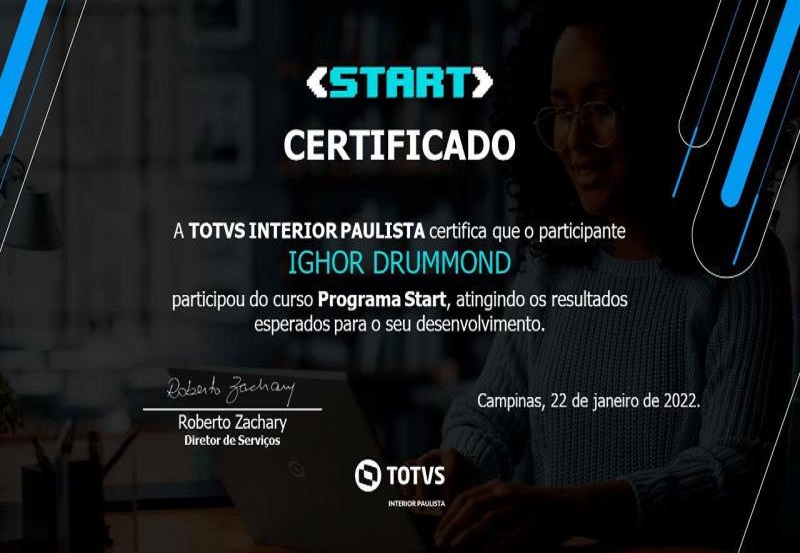 <START>
CERTIFICADO
A TOTVS INTERIOR PAULISTA certifica que o participante
IGHOR DRUMMOND
participou do curso Programa Start, atingindo os resultados
esperados para o seu desenvolvimento.
Roberto Zachary
Roberto Zachary
Diretor de Serviços
Campinas, 22 de janeiro de 2022.
TOTVS
INTERIOR PAULISTA